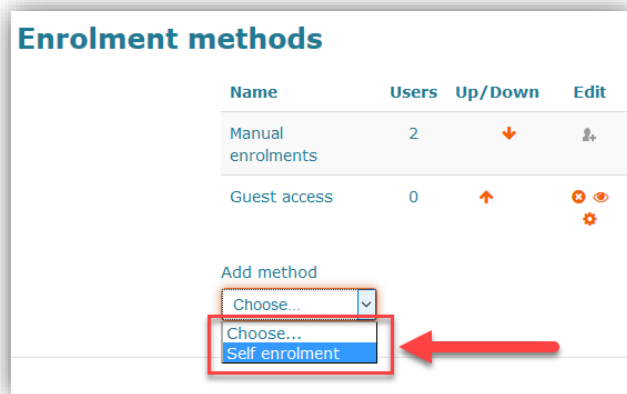 Enrolment methods
Name Users Up/Down Edit
Manual enrolments 2
Guest access 0
Add method
Choose...
Choose...
Self enrolment